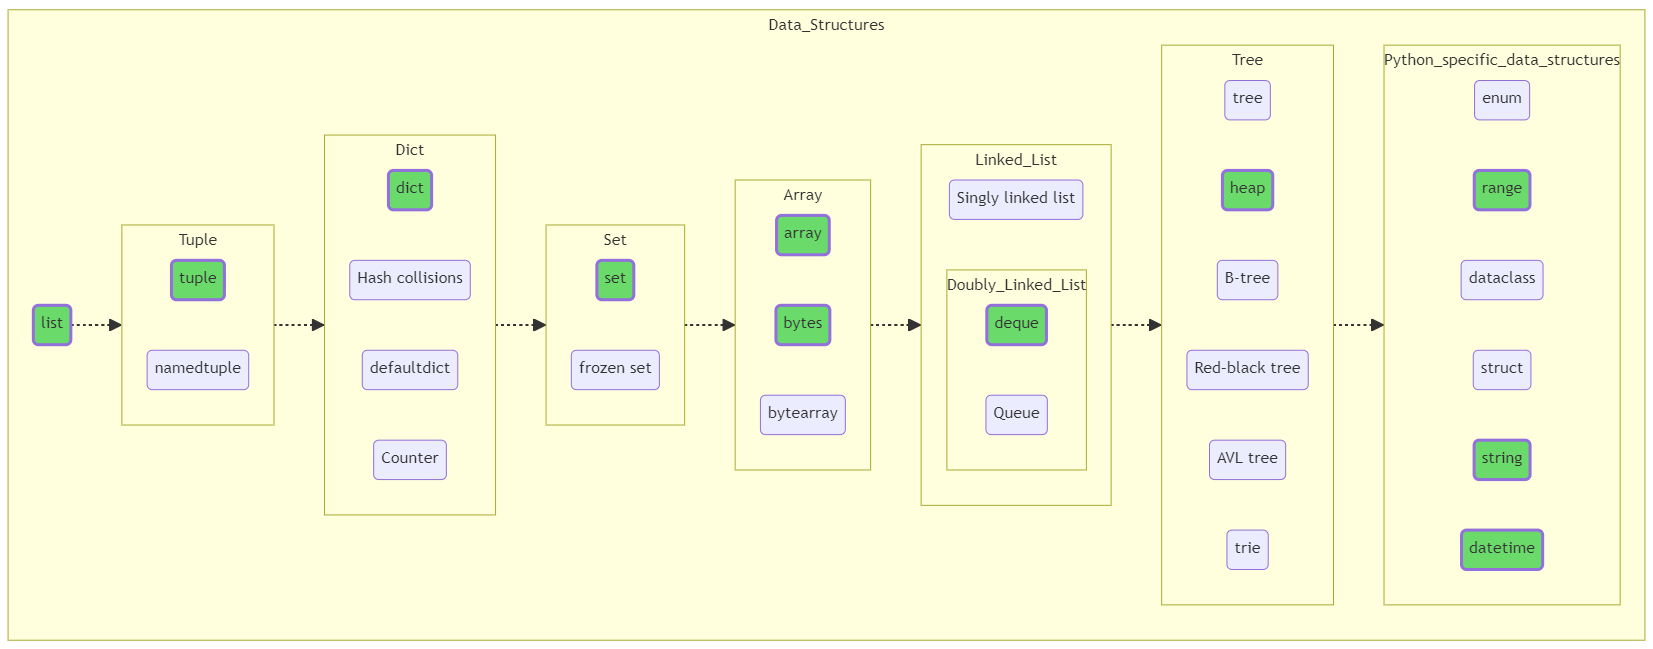 Data_Structures
list
Tuple
tuple
namedtuple
Dict
dict
Hash collisions
defaultdict
Counter
Set
set
frozen set
Array
array
bytes
bytearray
Linked_List
Singly linked list
Doubly_Linked_List
deque
Queue
Tree
tree
heap
B-tree
Red-black tree
AVL tree
trie
Python_specific_data_structures
enum
range
dataclass
struct
string
datetime